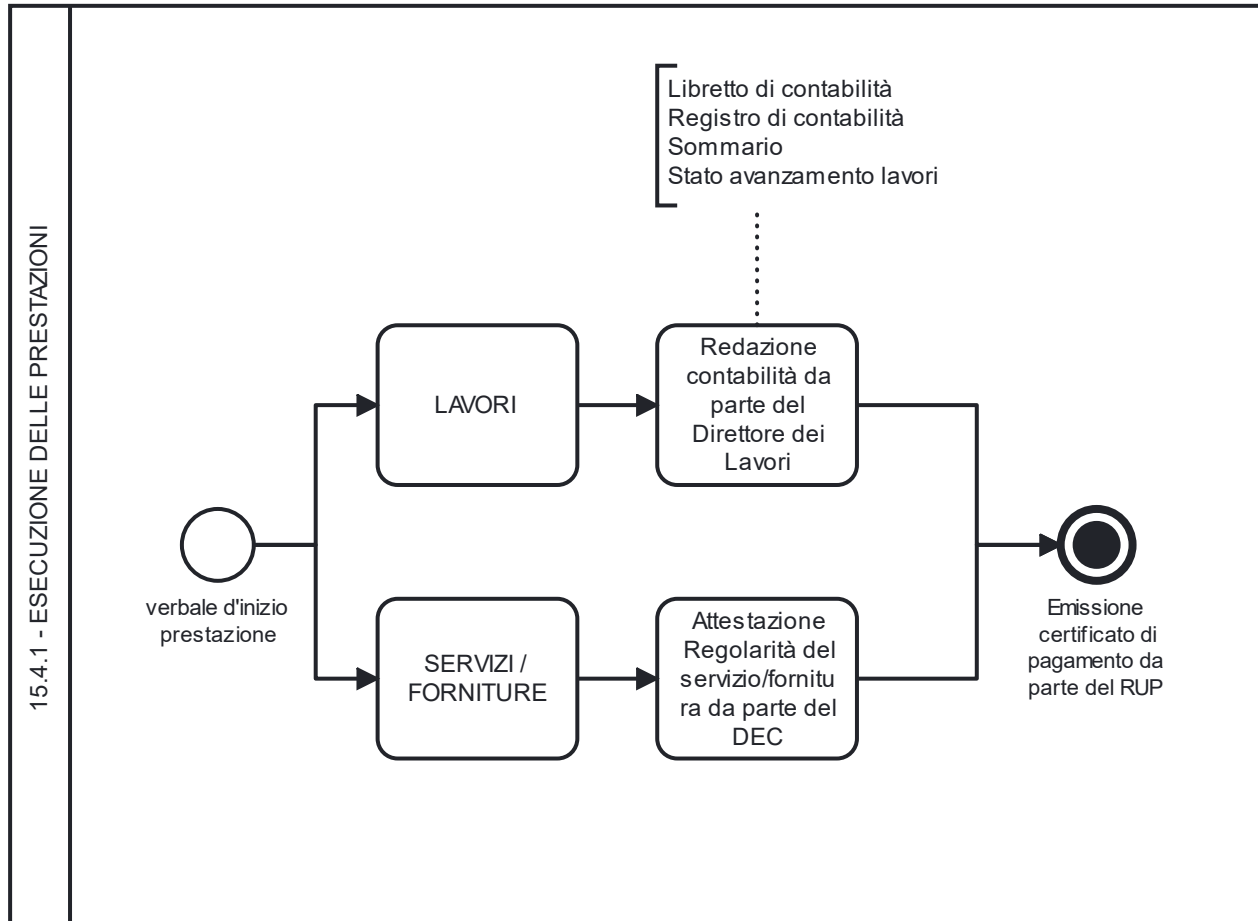 15.4.1 - ESECUZIONE DELLE PRESTAZIONI
Libretto di contabilità
Registro di contabilità
Sommario
Stato avanzamento lavori
LAVORI
Redazione
contabilità da
parte del
Direttore dei
Lavori
verbale d'inizio
prestazione
SERVIZI /
FORNITURE
Attestazione
Regolarità del
servizio/fornitu
ra da parte del
DEC
Emissione
certificato di
pagamento da
parte del RUP